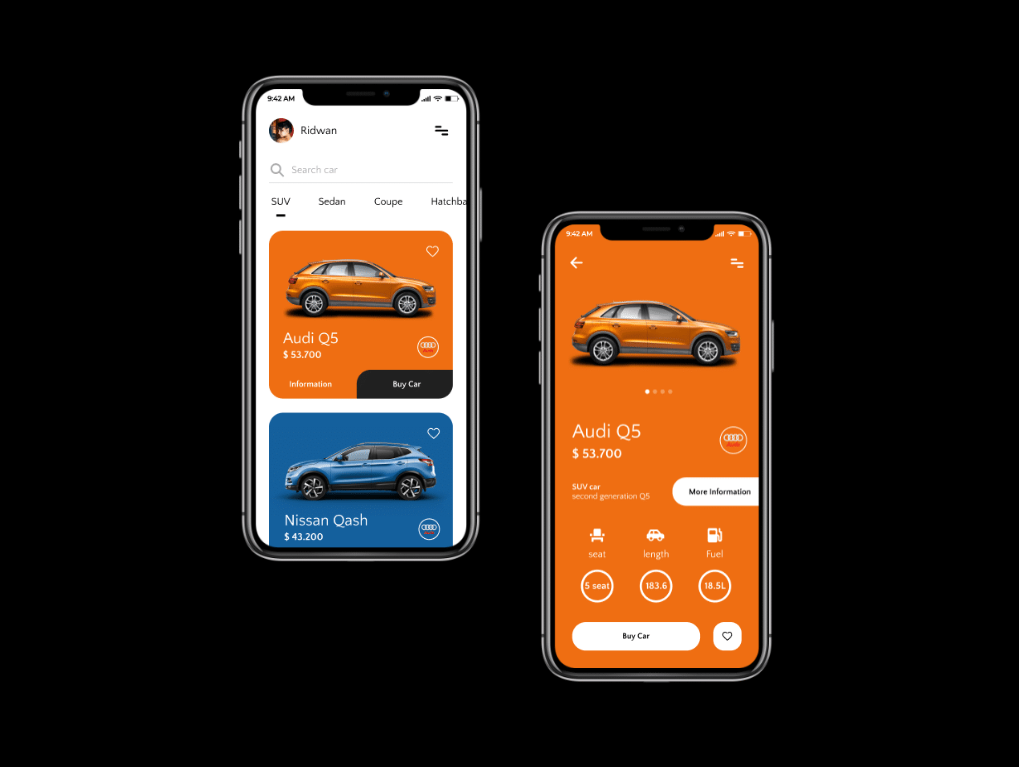 9:42 AM
Ridwan
Search car
SUV Sedan Coupe Hatchba
Audi Q5
$ 53.700
Audi
Information Buy Car
Nissan Qash
$ 43.200
9:42 AM
Audi Q5
$ 53.700
Audi
SUV car
second generation Q5
More Information
seat length Fuel
5 seat 183.6 18.5L
Buy Car